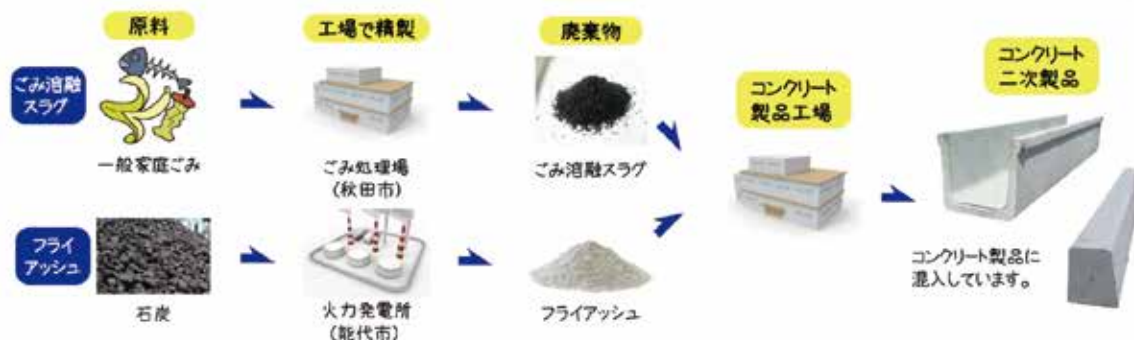 原料
工場で精製
廃棄物
コンクリート
製品工場
コンクリート
二次製品
ごみ溶融
スラグ
一般家庭ごみ
ごみ処理場
(秋田市)
ごみ溶融スラグ
フライ
アッシュ
石炭
火力発電所
(能代市)
フライアッシュ
コンクリート製品に
混入しています。